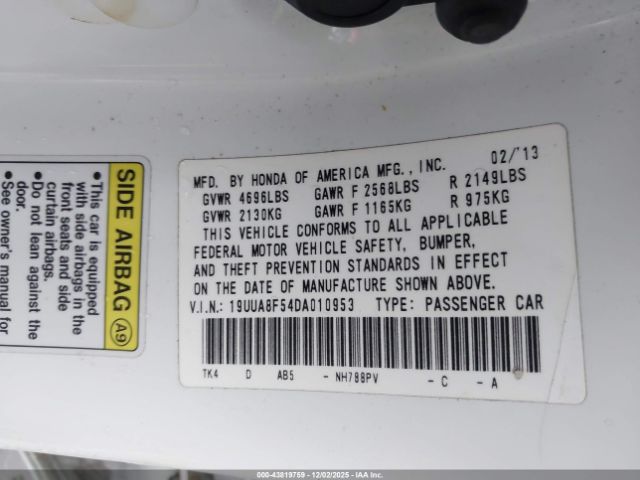 SIDE AIRBAG A9
•This car is equipped
with side airbags in the
front seats and side
curtain airbags.
•Do not lean against the
door.
•See owner's manual for
MFD. BY HONDA OF AMERICA MFG., INC. 02/'13
GVWR 4696LBS GAWR F 2568LBS R 2149LBS
GVWR 2130KG GAWR F 1165KG R 975KG
THIS VEHICLE CONFORMS TO ALL APPLICABLE
FEDERAL MOTOR VEHICLE SAFETY, BUMPER,
AND THEFT PREVENTION STANDARDS IN EFFECT
ON THE DATE OF MANUFACTURE SHOWN ABOVE.
V.I.N.: 19UUA8F54DA010953 TYPE: PASSENGER CAR
TK4 D AB5 - NH788PV - C - A
000-43819759 - 12/02/2025 - IAA Inc.